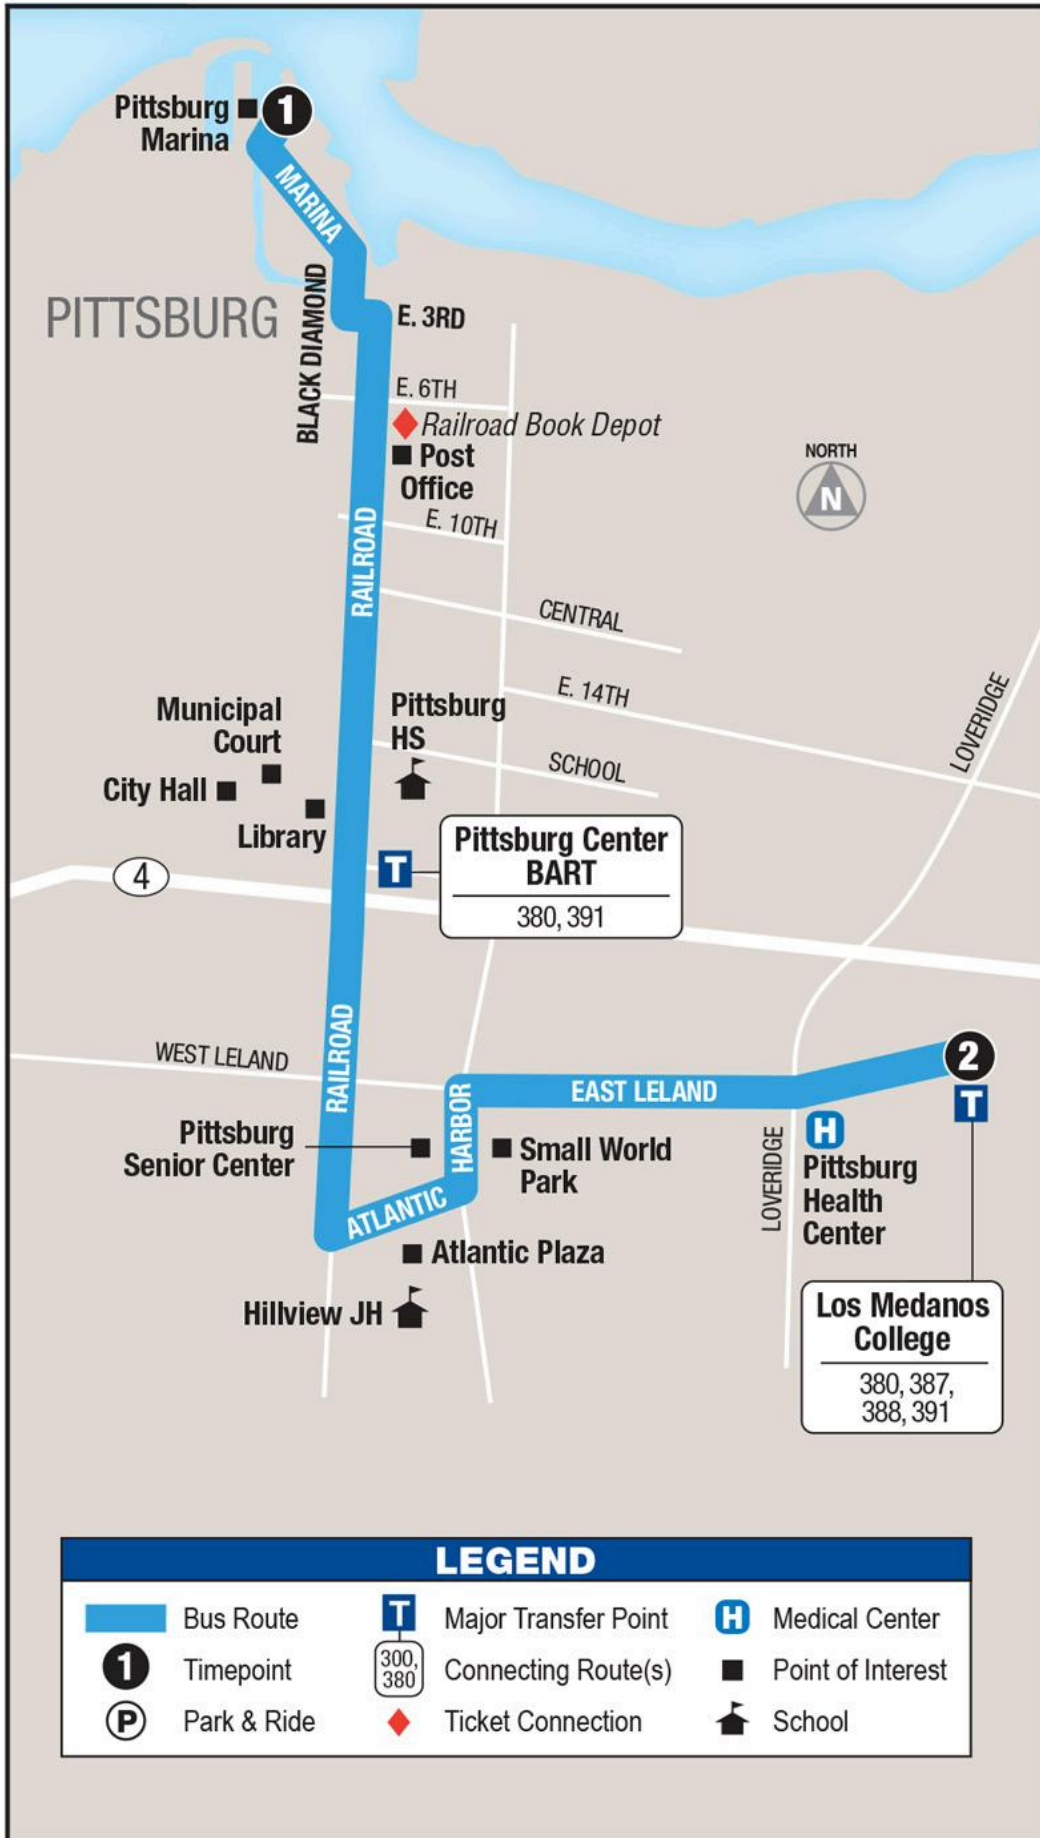 Pittsburg
Marina
1
MARINA
PITTSBURG
BLACK DIAMOND
E. 3RD
E. 6TH
Railroad Book Depot
Post
Office
NORTH
N
E. 10TH
RAILROAD
CENTRAL
E. 14TH
LOVERIDGE
Municipal
Court
Pittsburg
HS
SCHOOL
City Hall
Library
4
T
Pittsburg Center
BART
380, 391
RAILROAD
WEST LELAND
2
T
EAST LELAND
HARBOR
Pittsburg
Senior Center
Small World
Park
LOVERIDGE
H
Pittsburg
Health
Center
ATLANTIC
Atlantic Plaza
Hillview JH
Los Medanos
College
380, 387,
388, 391
LEGEND
Bus Route
T
Major Transfer Point
H
Medical Center
1
Timepoint
300,
380
Connecting Route(s)
Point of Interest
P
Park & Ride
Ticket Connection
School